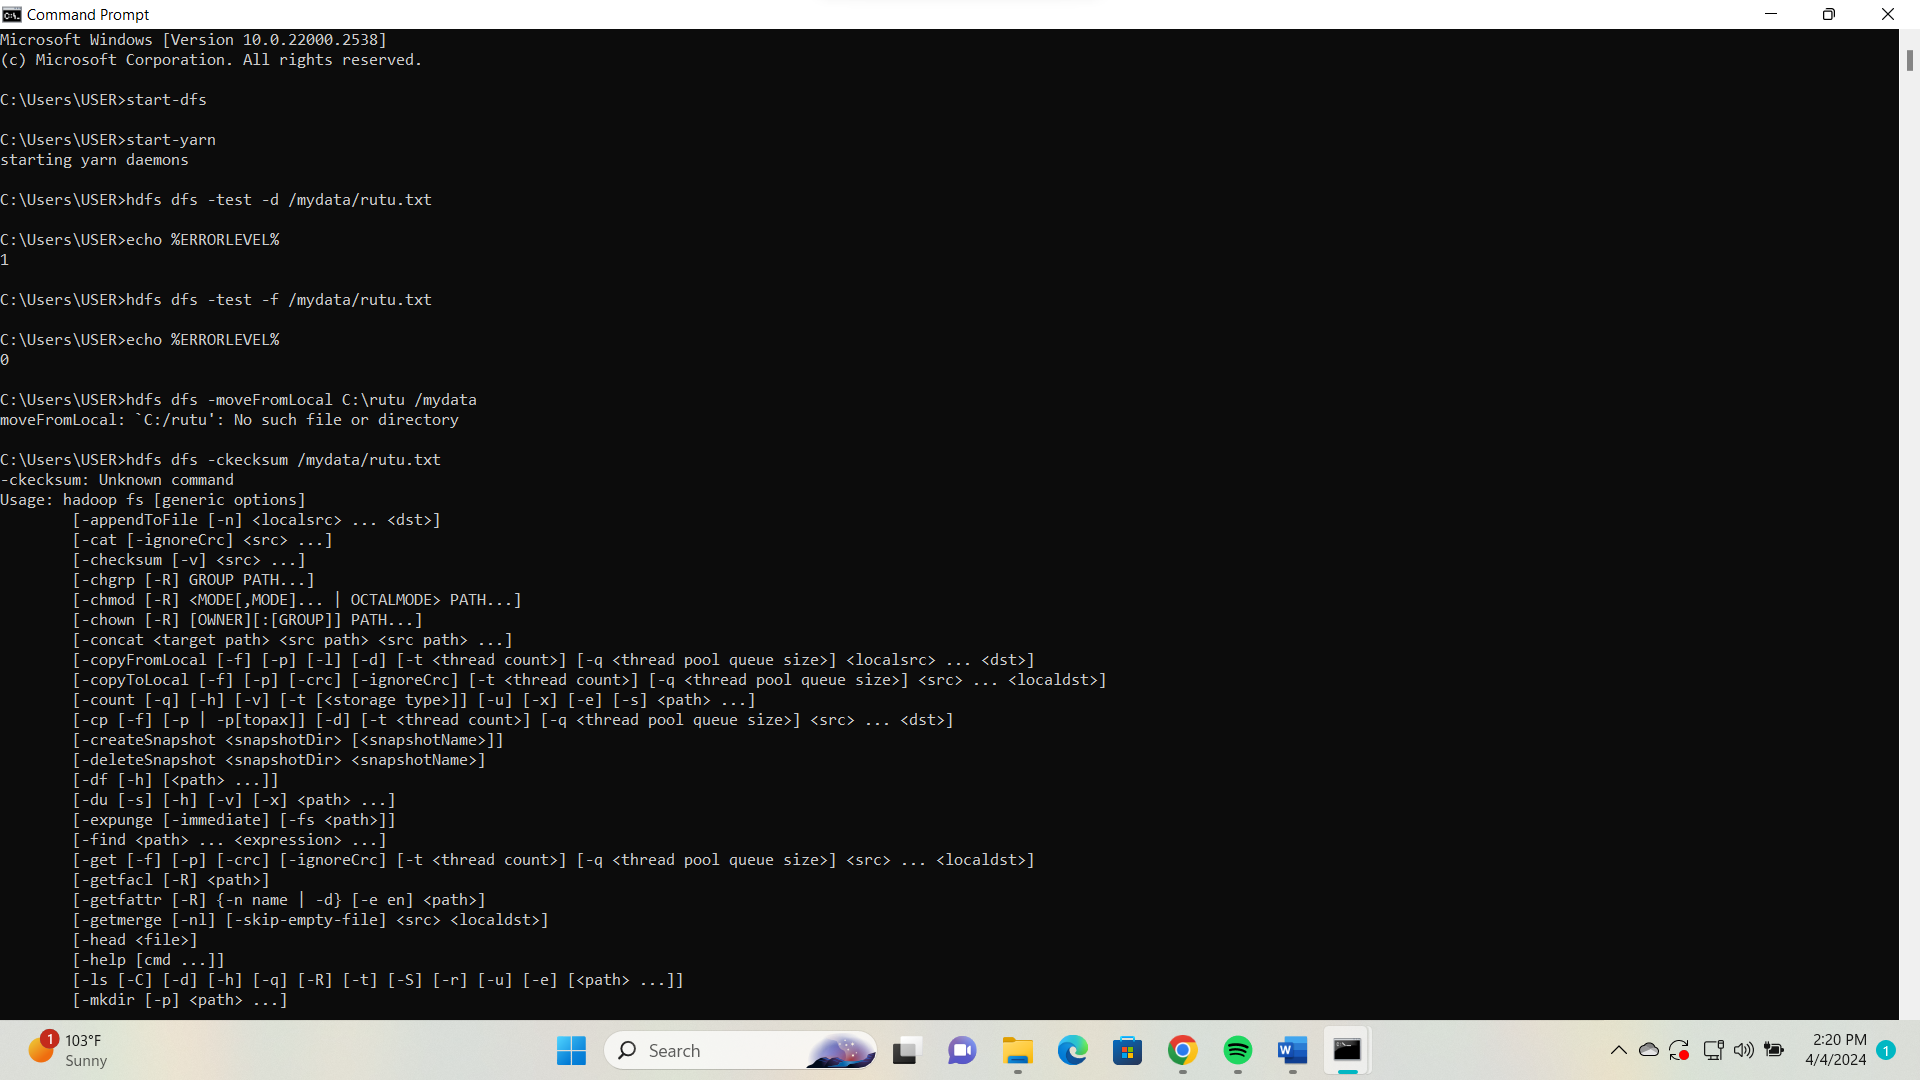 Command Prompt
Microsoft Windows [Version 10.0.22000.2538]
(c) Microsoft Corporation. All rights reserved.
C:\Users\USER>start-dfs
C:\Users\USER>start-yarn
starting yarn daemons
C:\Users\USER>hdfs dfs -test -d /mydata/rutu.txt
C:\Users\USER>echo %ERRORLEVEL%
1
C:\Users\USER>hdfs dfs -test -f /mydata/rutu.txt
C:\Users\USER>echo %ERRORLEVEL%
0
C:\Users\USER>hdfs dfs -moveFromLocal C:\rutu /mydata
moveFromLocal: `C:/rutu': No such file or directory
C:\Users\USER>hdfs dfs -ckecksum /mydata/rutu.txt
-ckecksum: Unknown command
Usage: hadoop fs [generic options]
[-appendToFile [-n] <localsrc> ... <dst>]
[-cat [-ignoreCrc] <src> ...]
[-checksum [-v] <src> ...]
[-chgrp [-R] GROUP PATH...]
[-chmod [-R] <MODE[,MODE]... | OCTALMODE> PATH...]
[-chown [-R] [OWNER][:[GROUP]] PATH...]
[-concat <target path> <src path> <src path> ...]
[-copyFromLocal [-f] [-p] [-l] [-d] [-t <thread count>] [-q <thread pool queue size>] <localsrc> ... <dst>]
[-copyToLocal [-f] [-p] [-crc] [-ignoreCrc] [-t <thread count>] [-q <thread pool queue size>] <src> ... <localdst>]
[-count [-q] [-h] [-v] [-t [<storage type>]] [-u] [-x] [-e] [-s] <path> ...]
[-cp [-f] [-p | -p[topax]] [-d] [-t <thread count>] [-q <thread pool queue size>] <src> ... <dst>]
[-createSnapshot <snapshotDir> [<snapshotName>]]
[-deleteSnapshot <snapshotDir> <snapshotName>]
[-df [-h] [<path> ...]]
[-du [-s] [-h] [-v] [-x] <path> ...]
[-expunge [-immediate] [-fs <path>]]
[-find <path> ... <expression> ...]
[-get [-f] [-p] [-crc] [-ignoreCrc] [-t <thread count>] [-q <thread pool queue size>] <src> ... <localdst>]
[-getfacl [-R] <path>]
[-getfattr [-R] {-n name | -d} [-e en] <path>]
[-getmerge [-nl] [-skip-empty-file] <src> <localdst>]
[-head <file>]
[-help [cmd ...]]
[-ls [-C] [-d] [-h] [-q] [-R] [-t] [-S] [-r] [-u] [-e] [<path> ...]]
[-mkdir [-p] <path> ...]
1
103°F
Sunny
Search
W
2:20 PM
4/4/2024
1